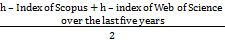 h – Index of Scopus + h – index of Web of Science
over the last five years
2